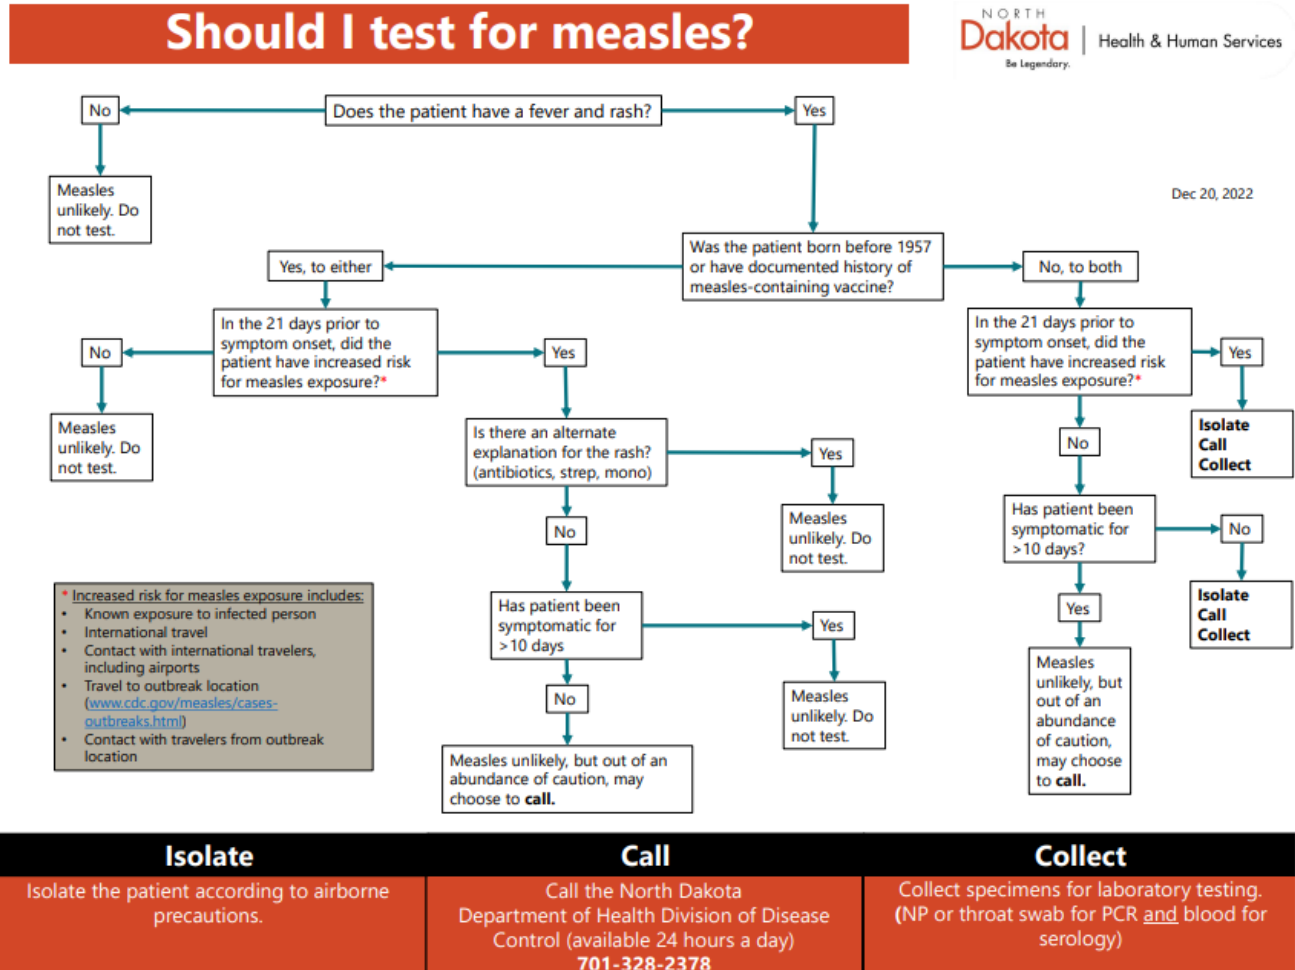 Should I test for measles?
NORTH
Dakota
Be Legendary.
Health & Human Services
No
Does the patient have a fever and rash?
Yes
Measles
unlikely. Do
not test.
Dec 20, 2022
Yes, to either
Was the patient born before 1957
or have documented history of
measles-containing vaccine?
No, to both
No
In the 21 days prior to
symptom onset, did the
patient have increased risk
for measles exposure?*
Yes
In the 21 days prior to
symptom onset, did the
patient have increased risk
for measles exposure?*
Yes
Measles
unlikely. Do
not test.
Is there an alternate
explanation for the rash?
(antibiotics, strep, mono)
Yes
No
Isolate
Call
Collect
No
Measles
unlikely. Do
not test.
Has patient been
symptomatic for
>10 days?
No
Has patient been
symptomatic for
>10 days
Yes
Yes
Isolate
Call
Collect
No
Measles
unlikely. Do
not test.
Measles
unlikely, but
out of an
abundance
of caution,
may choose
to call.
Measles unlikely, but out of an
abundance of caution, may
choose to call.
* Increased risk for measles exposure includes:
• Known exposure to infected person
• International travel
• Contact with international travelers,
including airports
• Travel to outbreak location
(www.cdc.gov/measles/cases-
outbreaks.html)
• Contact with travelers from outbreak
location
Isolate
Isolate the patient according to airborne
precautions.
Call
Call the North Dakota
Department of Health Division of Disease
Control (available 24 hours a day)
701-328-2378
Collect
Collect specimens for laboratory testing.
(NP or throat swab for PCR and blood for
serology)